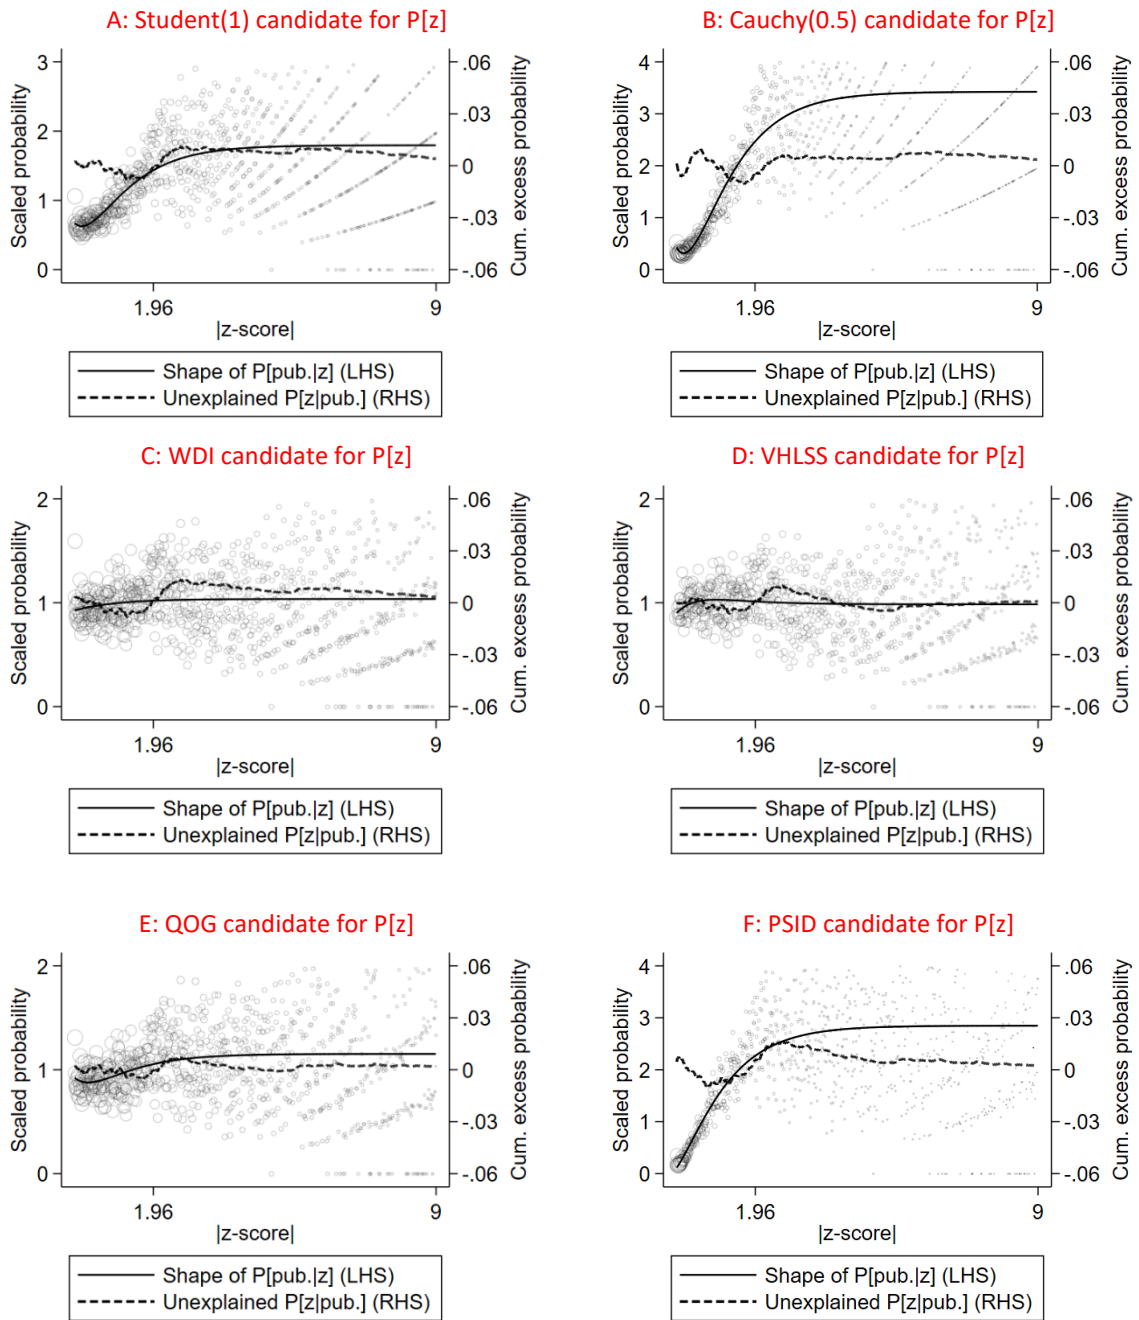 A: Student(1) candidate for P[z]
Scaled probability
3
2
1
0
.06
.03
0
-.03
-.06
Cum. excess probability
1.96
9
|z-score|
Shape of P[pub.|z] (LHS)
Unexplained P[z|pub.] (RHS)
B: Cauchy(0.5) candidate for P[z]
Scaled probability
4
3
2
1
0
.06
.03
0
-.03
-.06
Cum. excess probability
1.96
9
|z-score|
Shape of P[pub.|z] (LHS)
Unexplained P[z|pub.] (RHS)
C: WDI candidate for P[z]
Scaled probability
2
1
0
.06
.03
0
-.03
-.06
Cum. excess probability
1.96
9
|z-score|
Shape of P[pub.|z] (LHS)
Unexplained P[z|pub.] (RHS)
D: VHLSS candidate for P[z]
Scaled probability
2
1
0
.06
.03
0
-.03
-.06
Cum. excess probability
1.96
9
|z-score|
Shape of P[pub.|z] (LHS)
Unexplained P[z|pub.] (RHS)
E: QOG candidate for P[z]
Scaled probability
2
1
0
.06
.03
0
-.03
-.06
Cum. excess probability
1.96
9
|z-score|
Shape of P[pub.|z] (LHS)
Unexplained P[z|pub.] (RHS)
F: PSID candidate for P[z]
Scaled probability
4
3
2
1
0
.06
.03
0
-.03
-.06
Cum. excess probability
1.96
9
|z-score|
Shape of P[pub.|z] (LHS)
Unexplained P[z|pub.] (RHS)